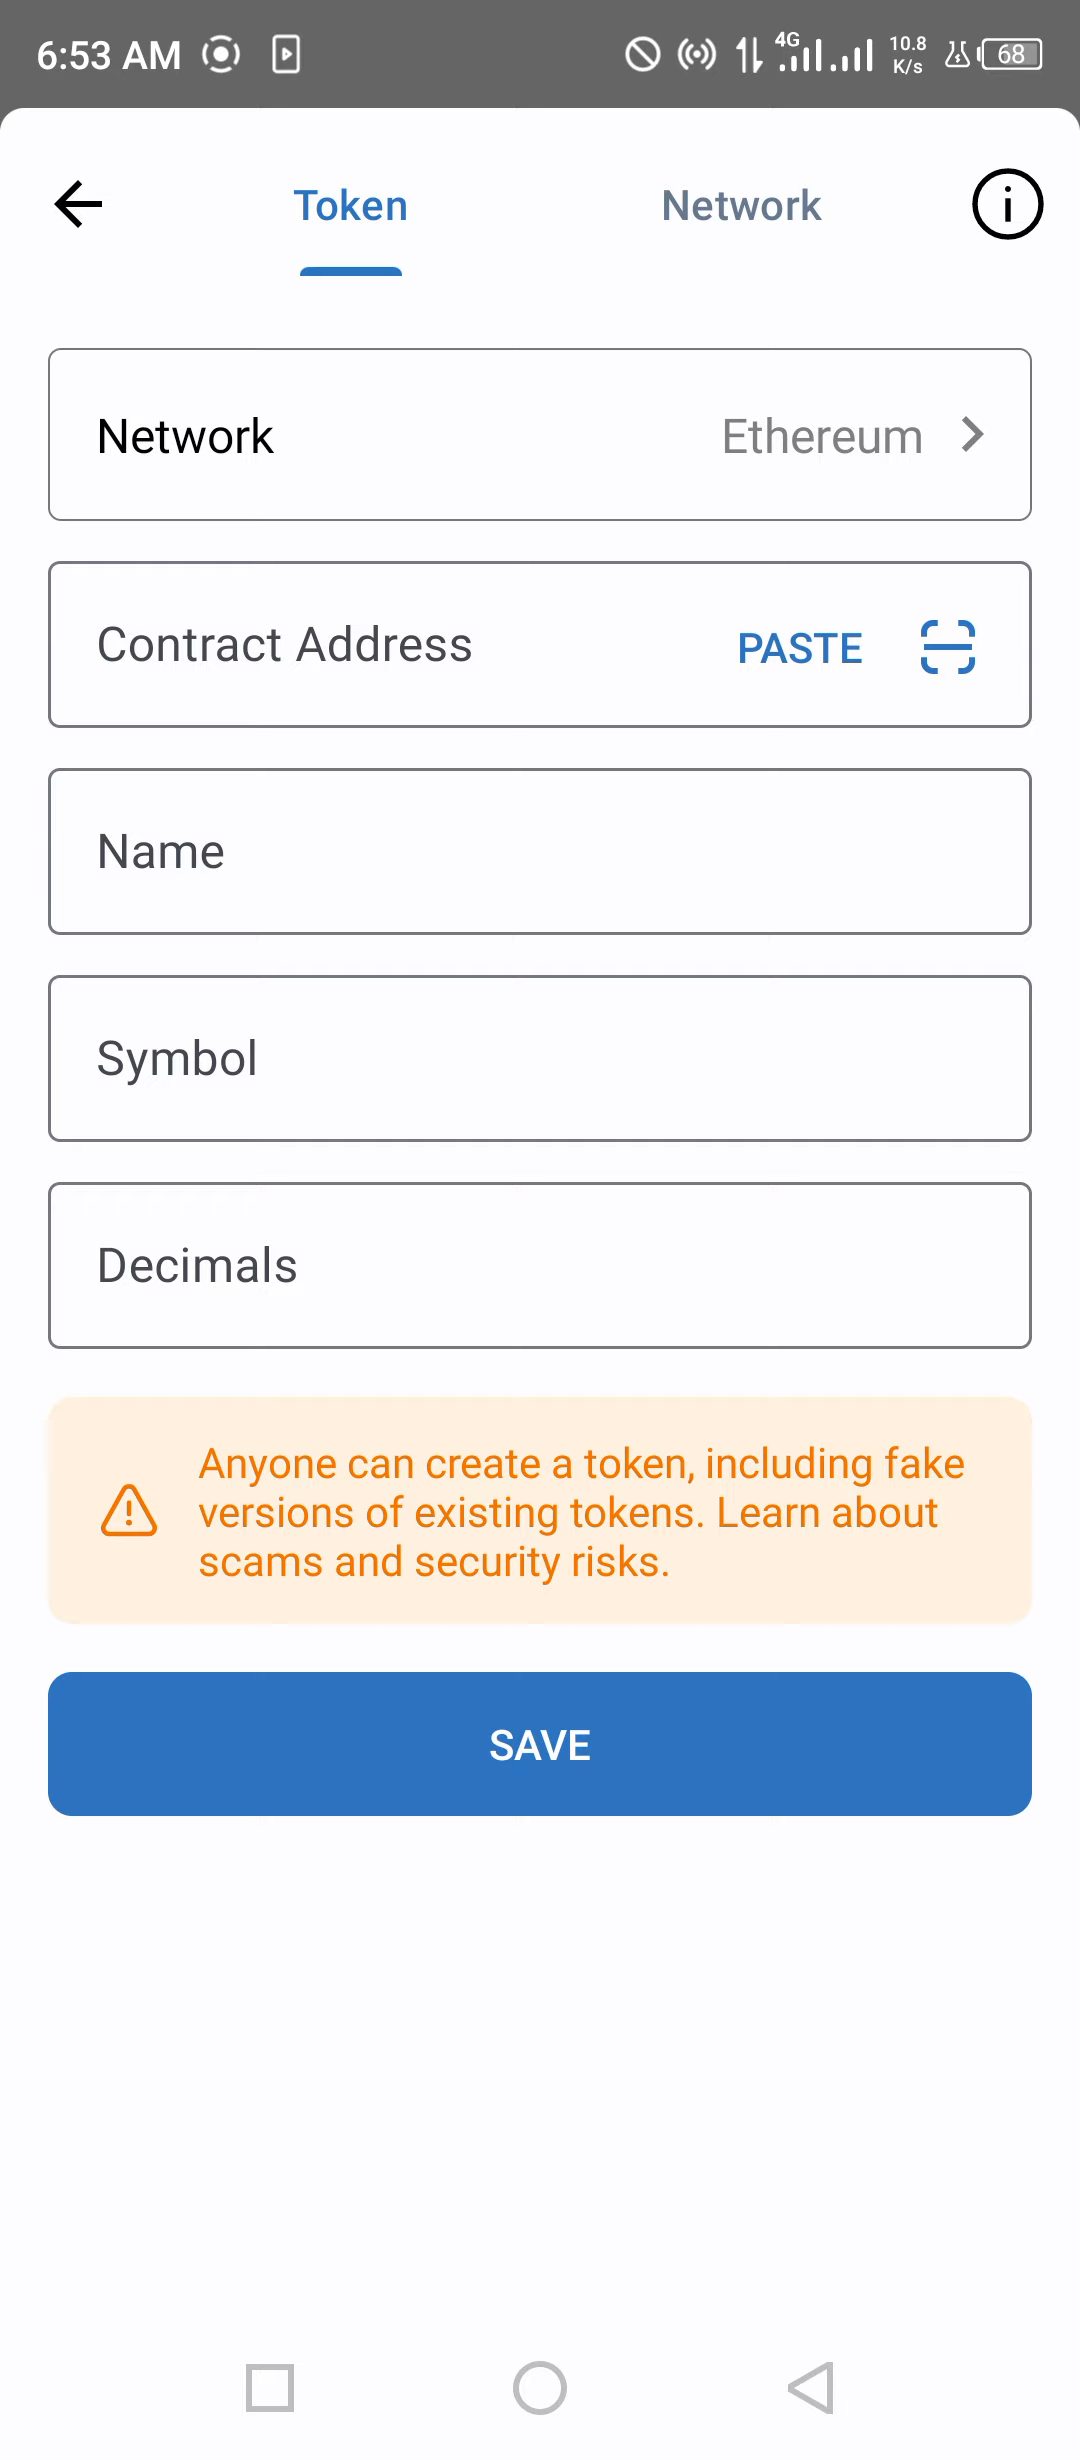 6:53 AM 4G 10.8 K/s 68
Token Network
Network Ethereum
Contract Address PASTE
Name
Symbol
Decimals
Anyone can create a token, including fake
versions of existing tokens. Learn about
scams and security risks.
SAVE